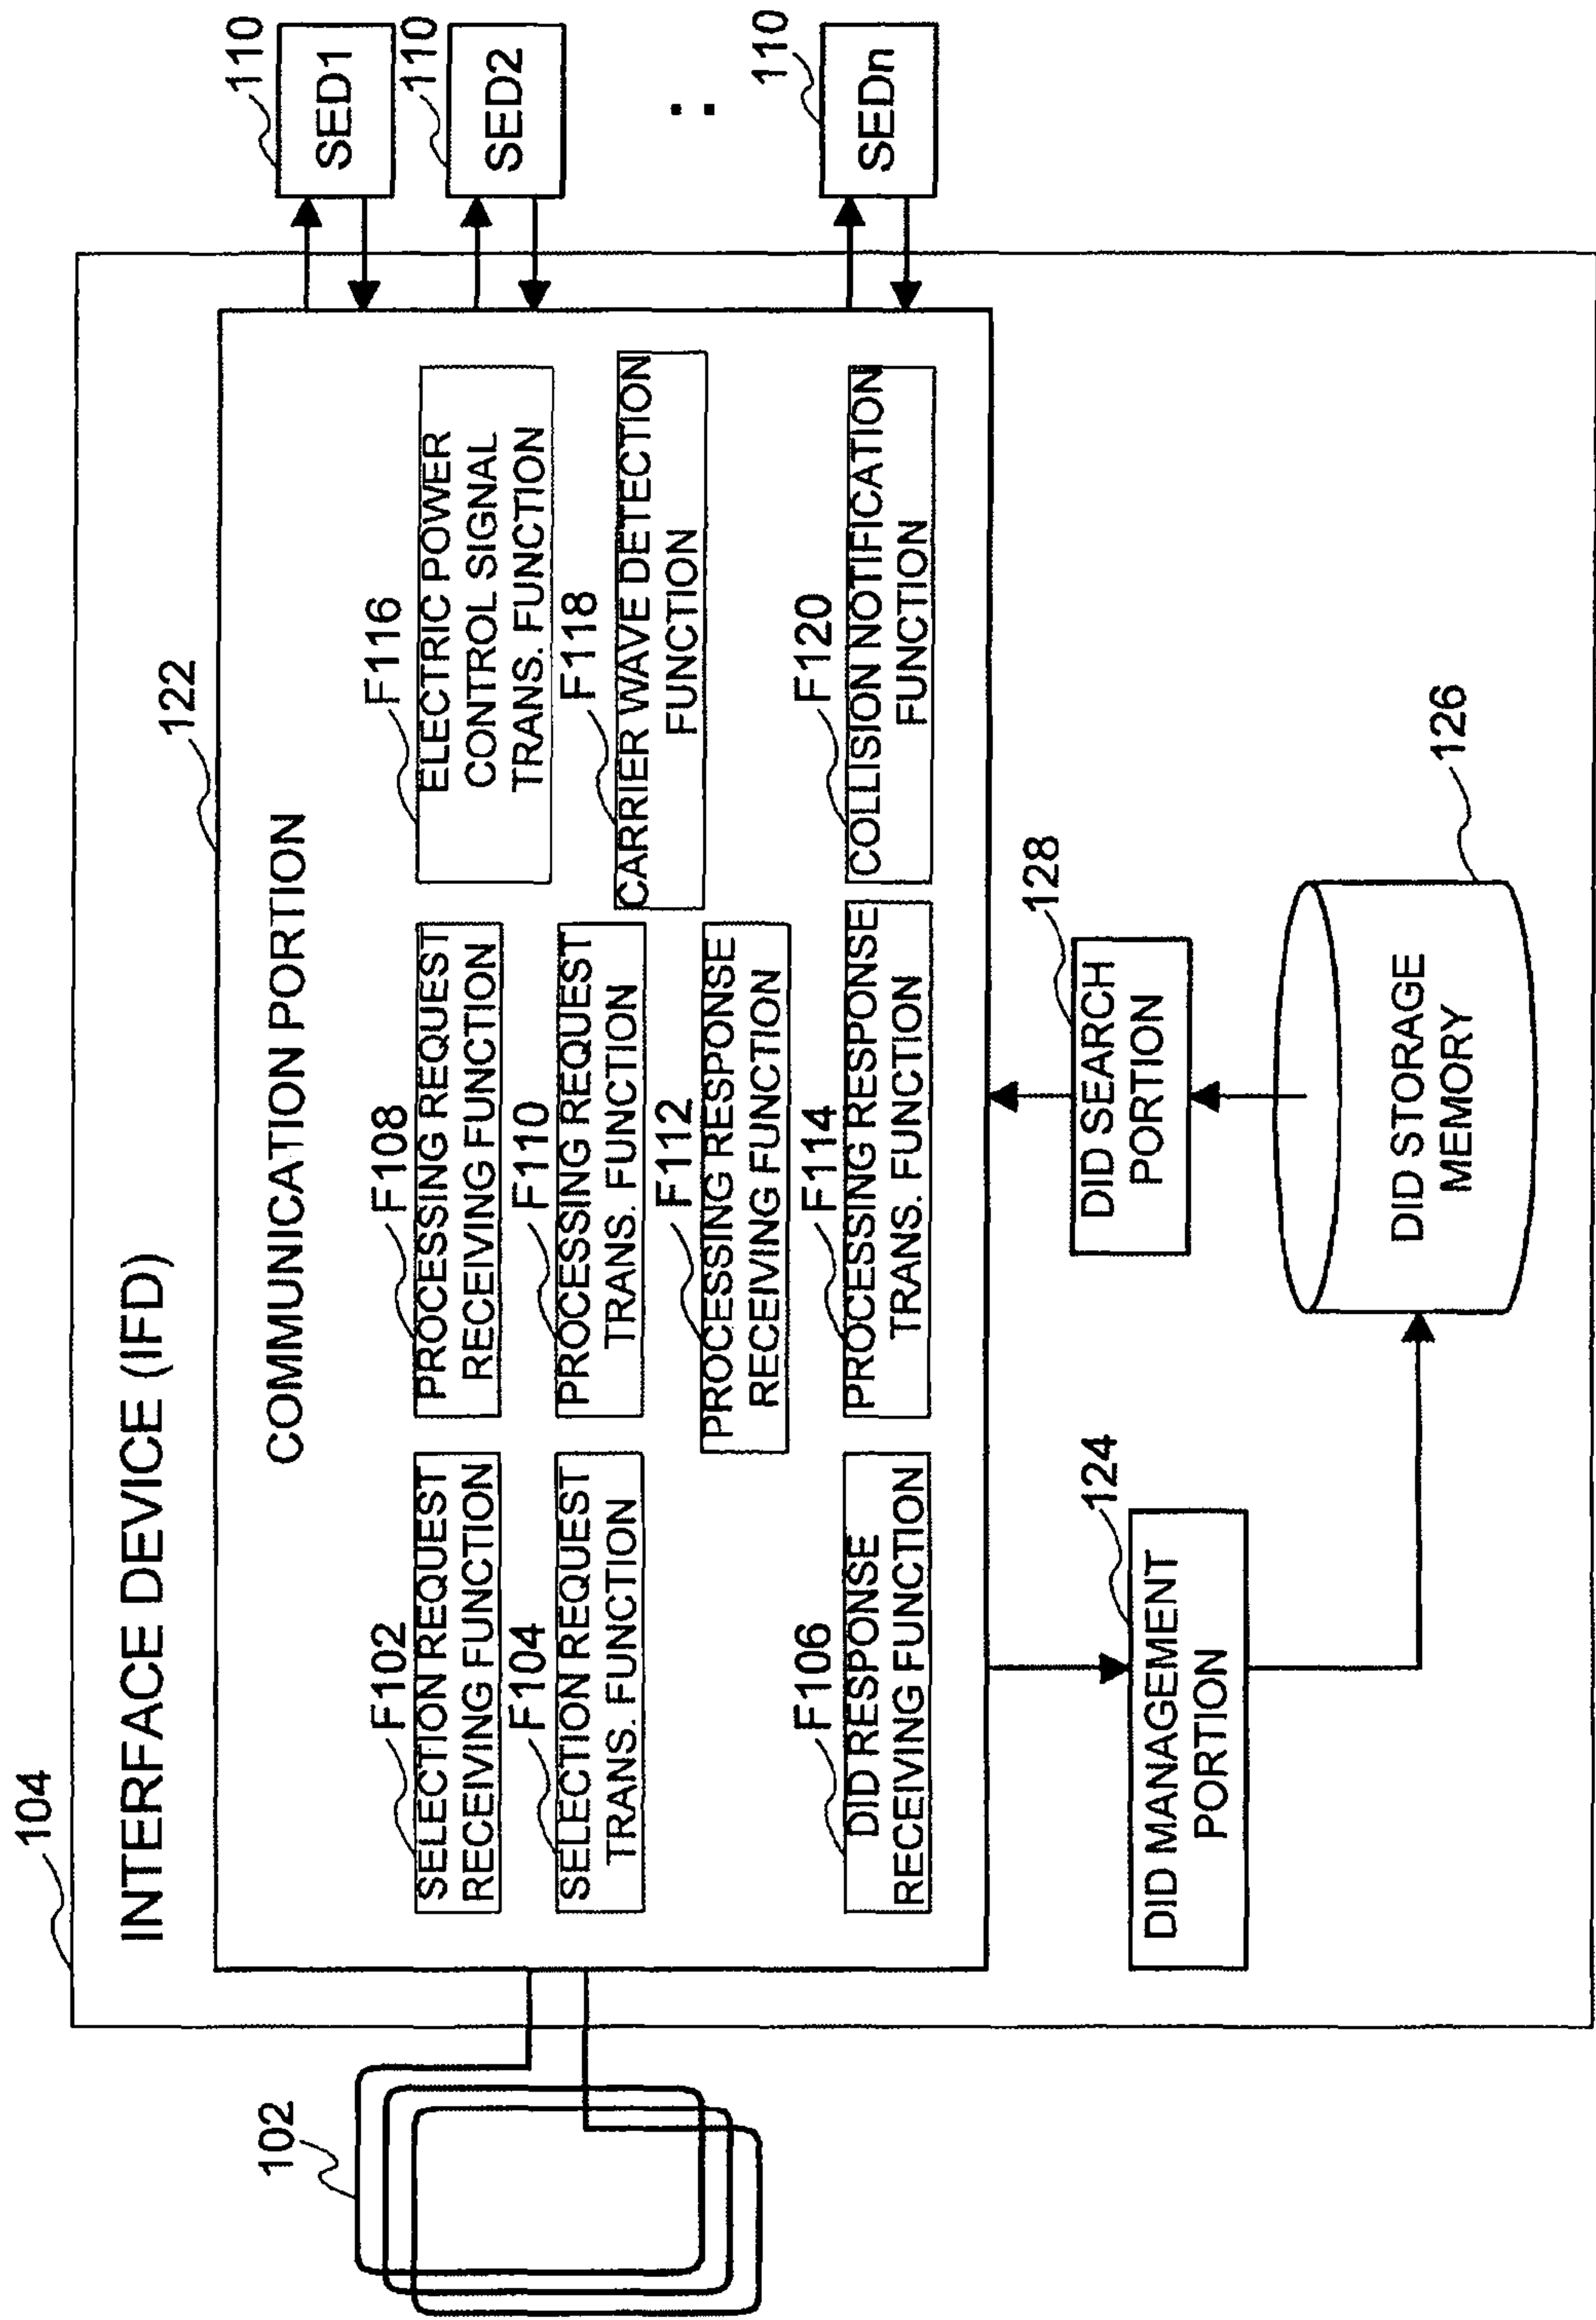 104
INTERFACE DEVICE (IFD)
122
COMMUNICATION PORTION
F102
SELECTION REQUEST
RECEIVING FUNCTION
F104
SELECTION REQUEST
TRANS. FUNCTION
F106
DID RESPONSE
RECEIVING FUNCTION
F108
PROCESSING REQUEST
RECEIVING FUNCTION
F110
PROCESSING REQUEST
TRANS. FUNCTION
F112
PROCESSING RESPONSE
RECEIVING FUNCTION
F114
PROCESSING RESPONSE
TRANS. FUNCTION
F116
ELECTRIC POWER
CONTROL SIGNAL
TRANS. FUNCTION
F118
CARRIER WAVE DETECTION
FUNCTION
F120
COLLISION NOTIFICATION
FUNCTION
110
SED1
110
SED2
110
SEDn
102
124
DID MANAGEMENT
PORTION
128
DID SEARCH
PORTION
126
DID STORAGE
MEMORY